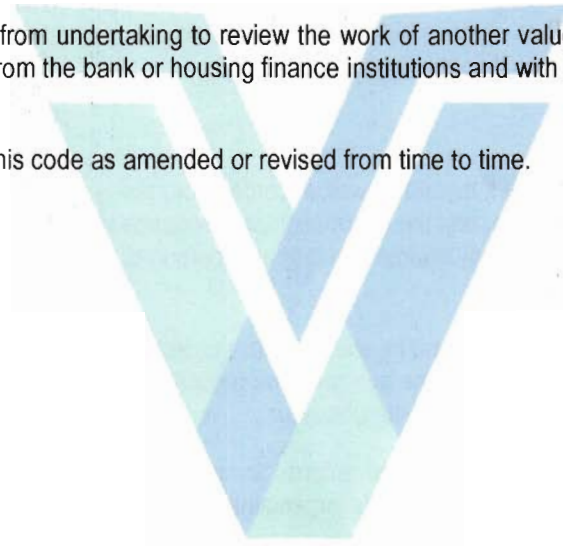 from undertaking to review the work of another valu
rom the bank or housing finance institutions and with
his code as amended or revised from time to time.